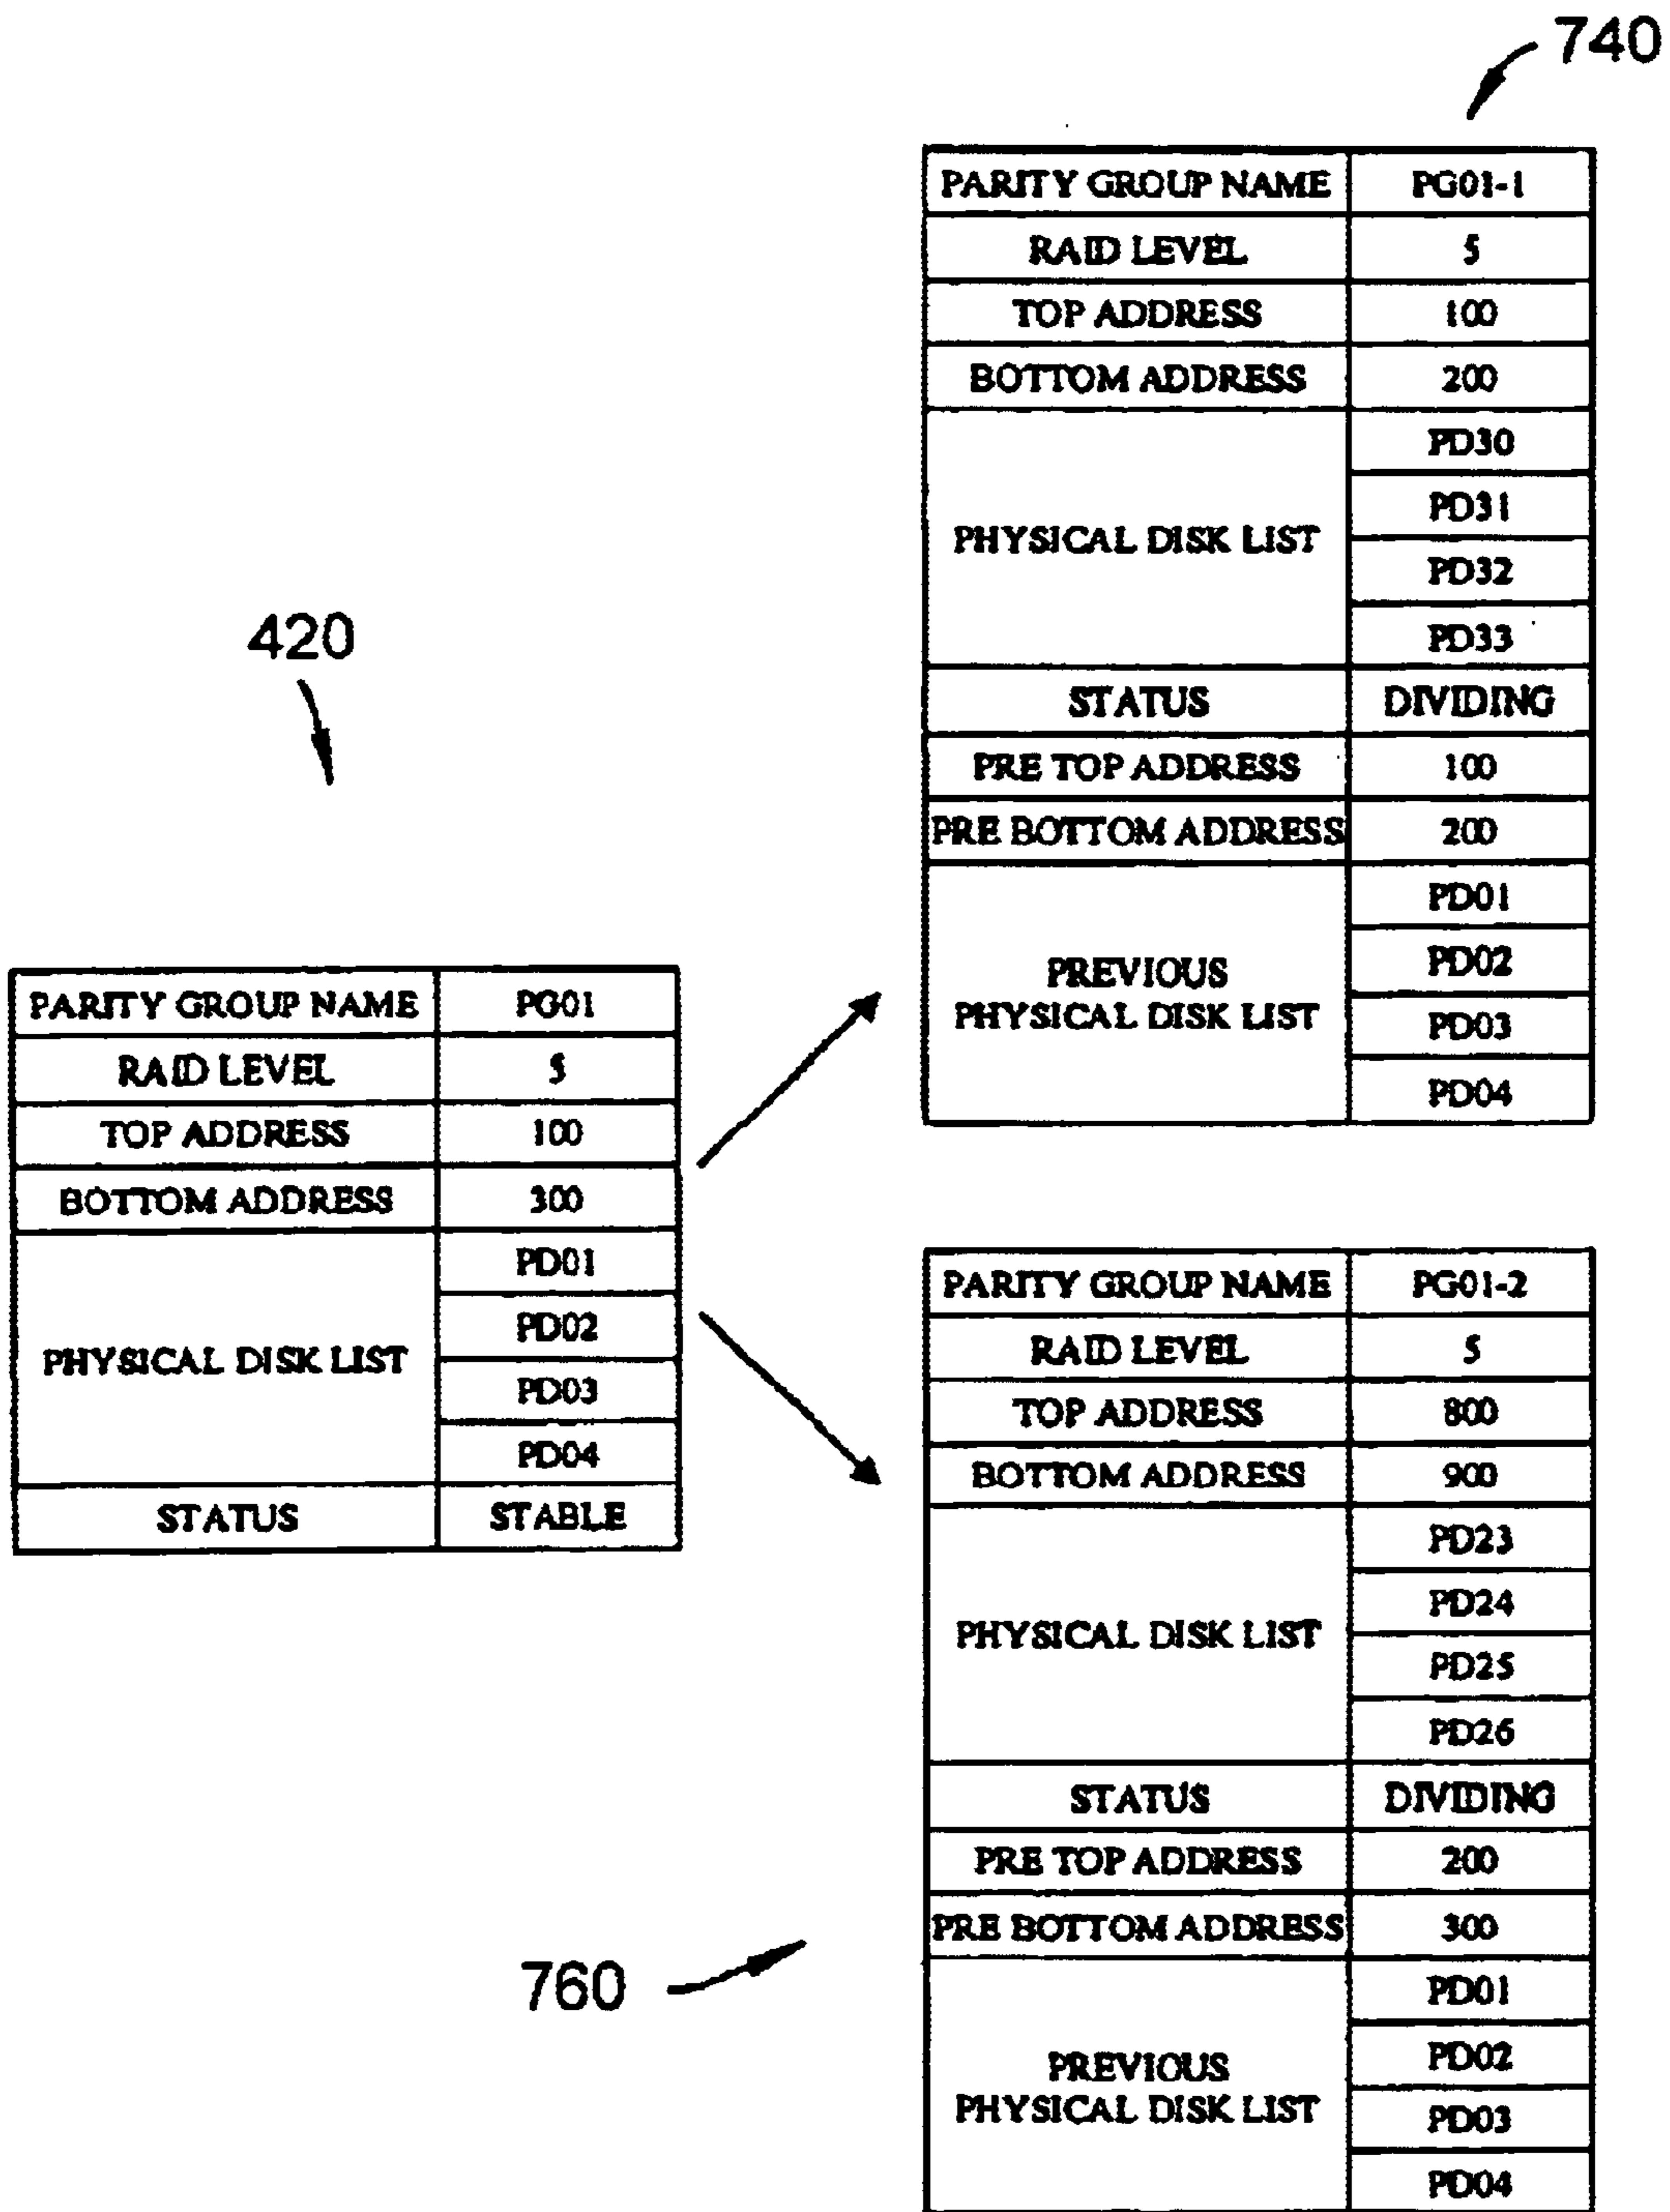 740
PARITY GROUP NAME PG01-1
RAID LEVEL 5
TOP ADDRESS 100
BOTTOM ADDRESS 200
PHYSICAL DISK LIST
PD30
PD31
PD32
PD33
STATUS DIVIDING
PRE TOP ADDRESS 100
PRE BOTTOM ADDRESS 200
PREVIOUS
PHYSICAL DISK LIST
PD01
PD02
PD03
PD04
420
PARITY GROUP NAME PG01
RAID LEVEL 5
TOP ADDRESS 100
BOTTOM ADDRESS 300
PHYSICAL DISK LIST
PD01
PD02
PD03
PD04
STATUS STABLE
PARITY GROUP NAME PG01-2
RAID LEVEL 5
TOP ADDRESS 800
BOTTOM ADDRESS 900
PHYSICAL DISK LIST
PD23
PD24
PD25
PD26
STATUS DIVIDING
PRE TOP ADDRESS 200
PRE BOTTOM ADDRESS 300
PREVIOUS
PHYSICAL DISK LIST
PD01
PD02
PD03
PD04
760